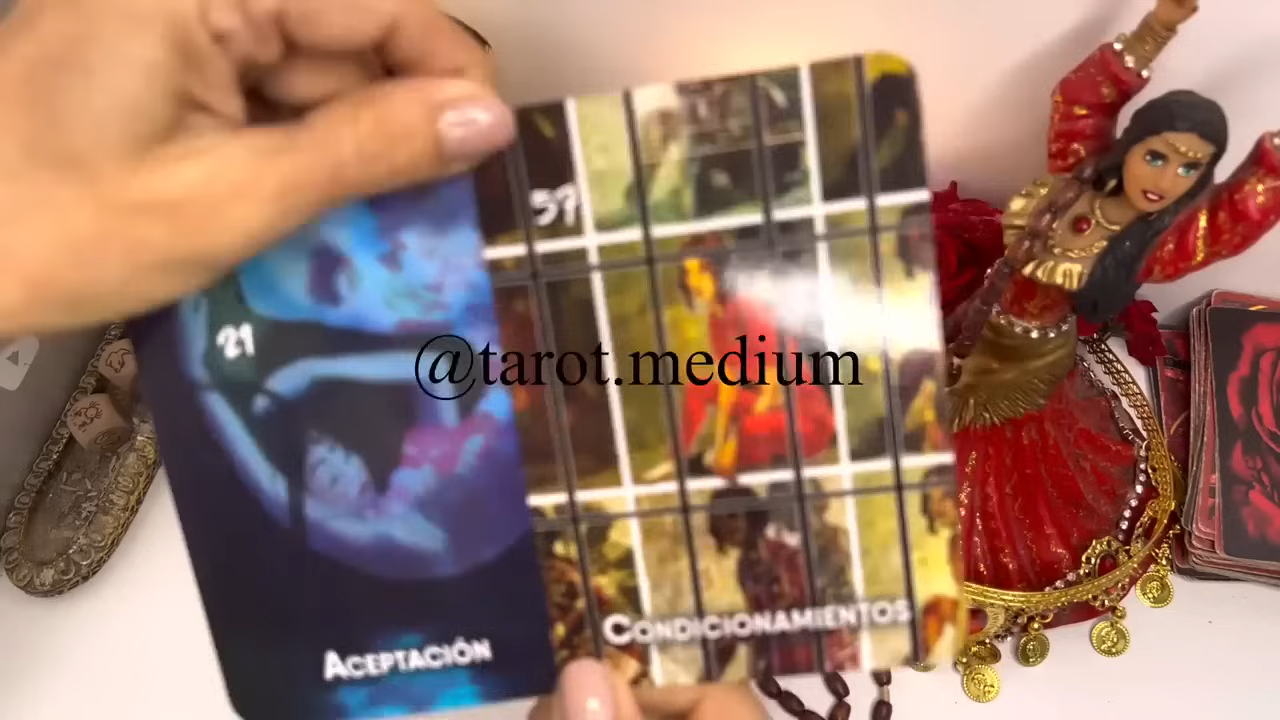 57
21
@tarot.medium
CONDICIONAMIENTOS
ACEPTACIÓN